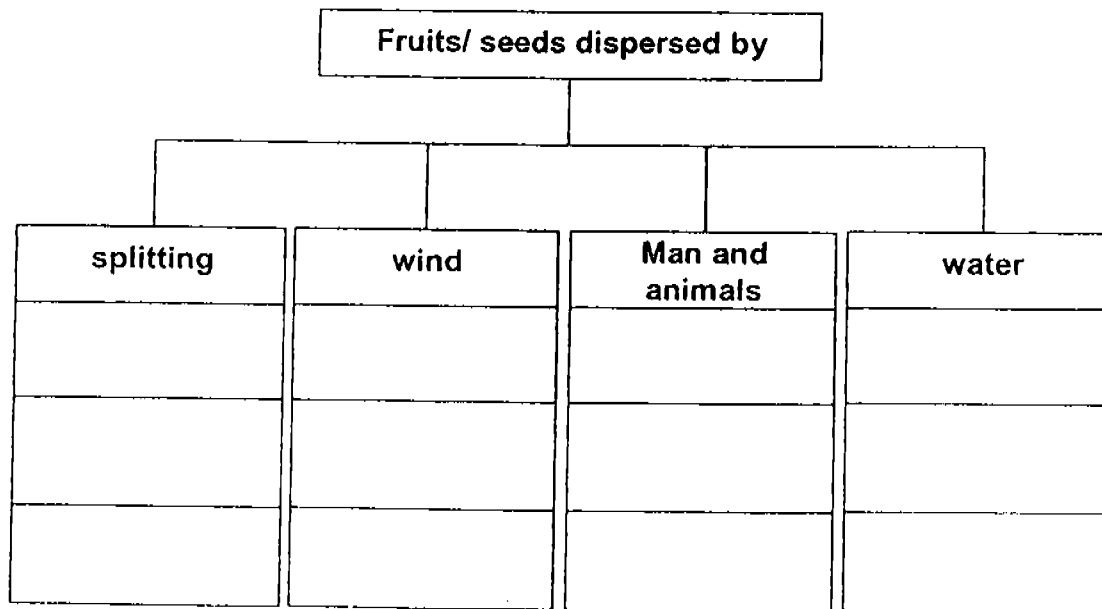 Fruits/ seeds dispersed by
splitting
wind
Man and
animals
water